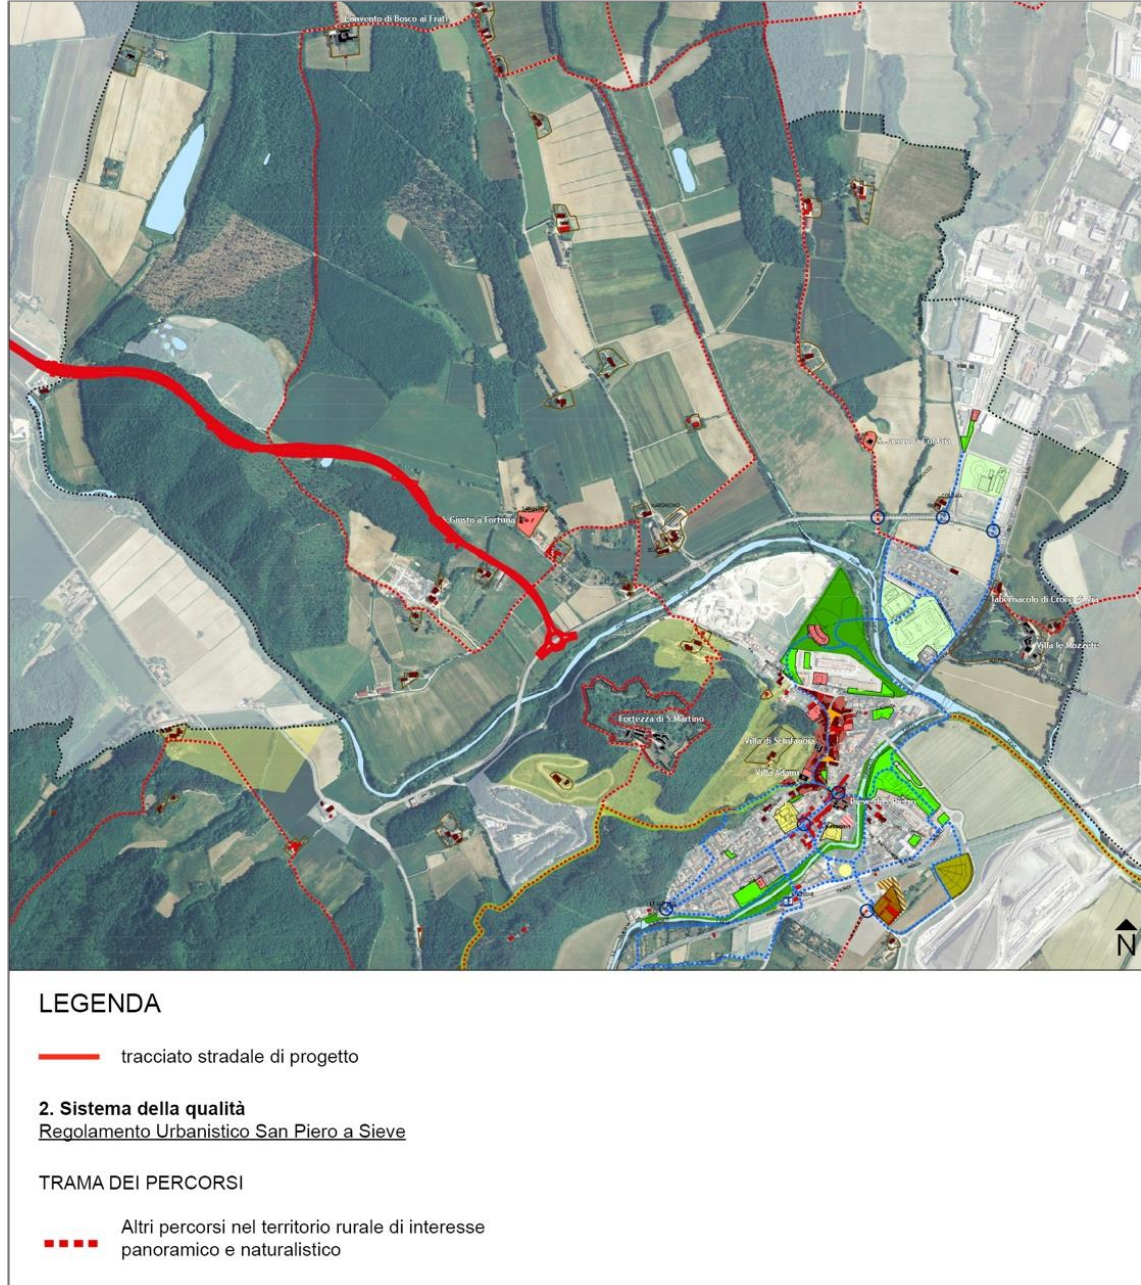 Convento di Bosco ai Frati
S. Giusto a Fortuna
Tabernacolo di Croce di Via
Villa le Mozzete
Fortezza di S.Martino
Villa di Schifanoia
Villa Adami
N
LEGENDA
tracciato stradale di progetto
2. Sistema della qualità
Regolamento Urbanistico San Piero a Sieve
TRAMA DEI PERCORSI
Altri percorsi nel territorio rurale di interesse
panoramico e naturalistico